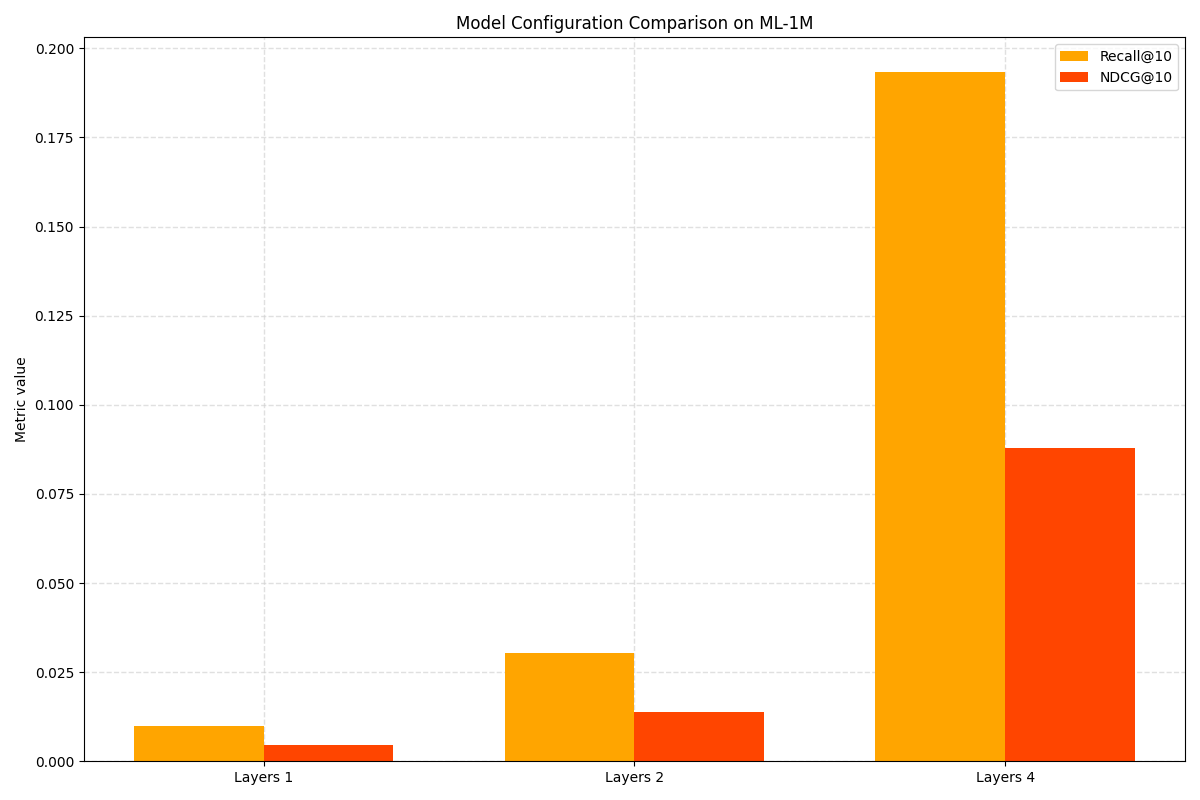 Model Configuration Comparison on ML-1M
Recall@10
NDCG@10
Metric value
0.200
0.175
0.150
0.125
0.100
0.075
0.050
0.025
0.000
Layers 1
Layers 2
Layers 4